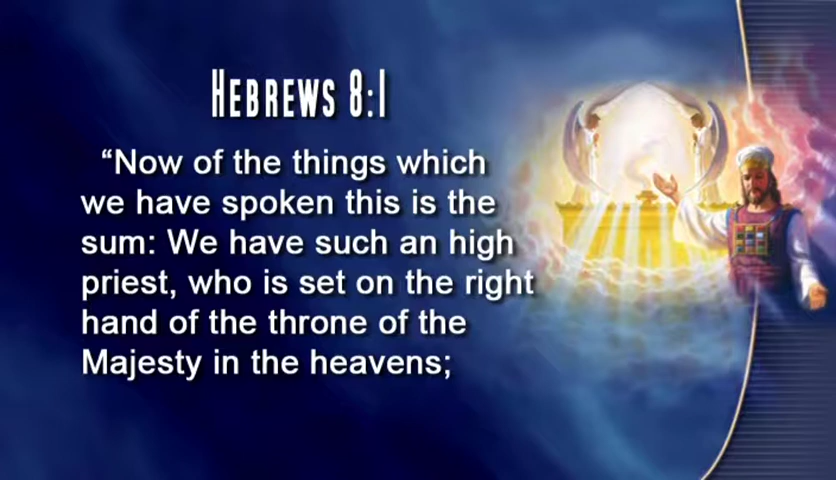 HEBREWS 8:1
“Now of the things which
we have spoken this is the
sum: We have such an high
priest, who is set on the right
hand of the throne of the
Majesty in the heavens;